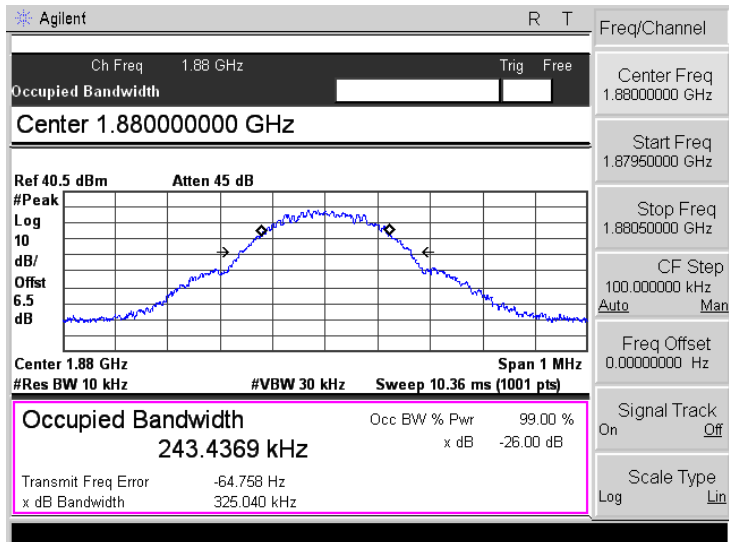 Agilent R T
Ch Freq 1.88 GHz Trig Free
Occupied Bandwidth
Center 1.880000000 GHz
Ref 40.5 dBm Atten 45 dB
#Peak
Log
10
dB/
Offst
6.5
dB
Center 1.88 GHz Span 1 MHz
#Res BW 10 kHz #VBW 30 kHz Sweep 10.36 ms (1001 pts)
Occupied Bandwidth Occ BW % Pwr 99.00 %
243.4369 kHz x dB -26.00 dB
Transmit Freq Error -64.758 Hz
x dB Bandwidth 325.040 kHz
Freq/Channel
Center Freq
1.88000000 GHz
Start Freq
1.87950000 GHz
Stop Freq
1.88050000 GHz
CF Step
100.000000 kHz
Auto Man
Freq Offset
0.00000000 Hz
Signal Track
On Off
Scale Type
Log Lin